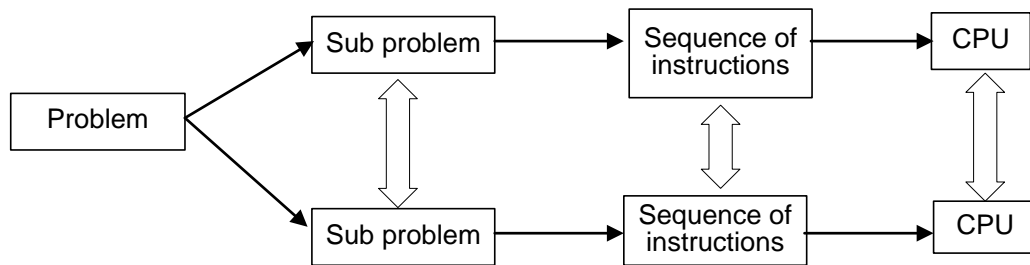 Sub problem
Sequence of
instructions
CPU
Problem
Sub problem
Sequence of
instructions
CPU